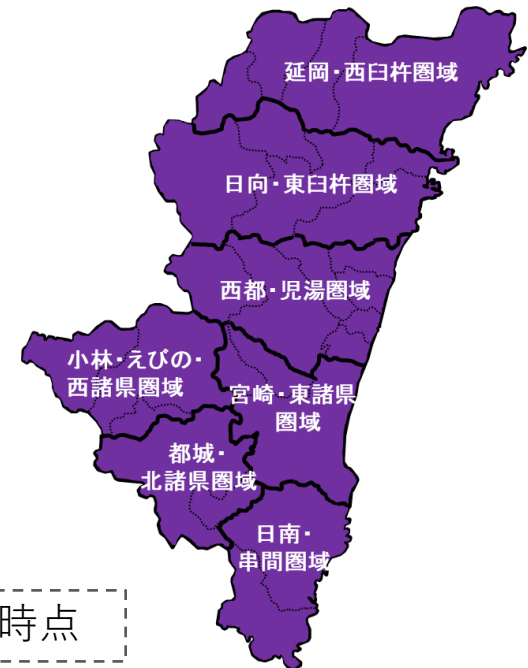 延岡・西臼杵圏域
日向・東臼杵圏域
西都・児湯圏域
小林・えびの・
西諸県圏域
宮崎・東諸県
圏域
都城・
北諸県圏域
日南・
串間圏域
時点